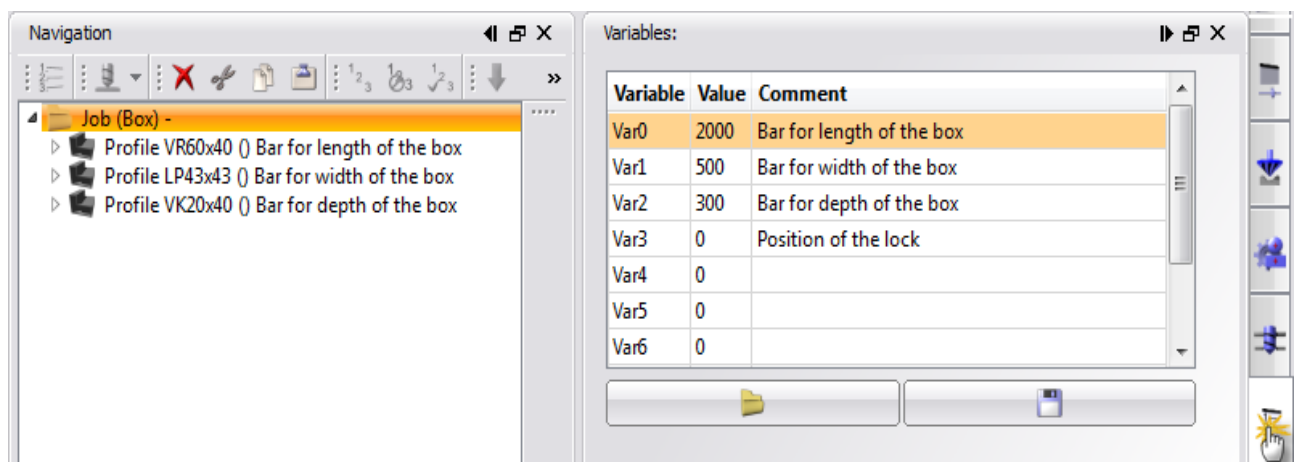 Navigation
Job (Box) -
Profile VR60x40 () Bar for length of the box
Profile LP43x43 () Bar for width of the box
Profile VK20x40 () Bar for depth of the box
Variables:
Variable Value Comment
Var0 2000 Bar for length of the box
Var1 500 Bar for width of the box
Var2 300 Bar for depth of the box
Var3 0 Position of the lock
Var4 0
Var5 0
Var6 0